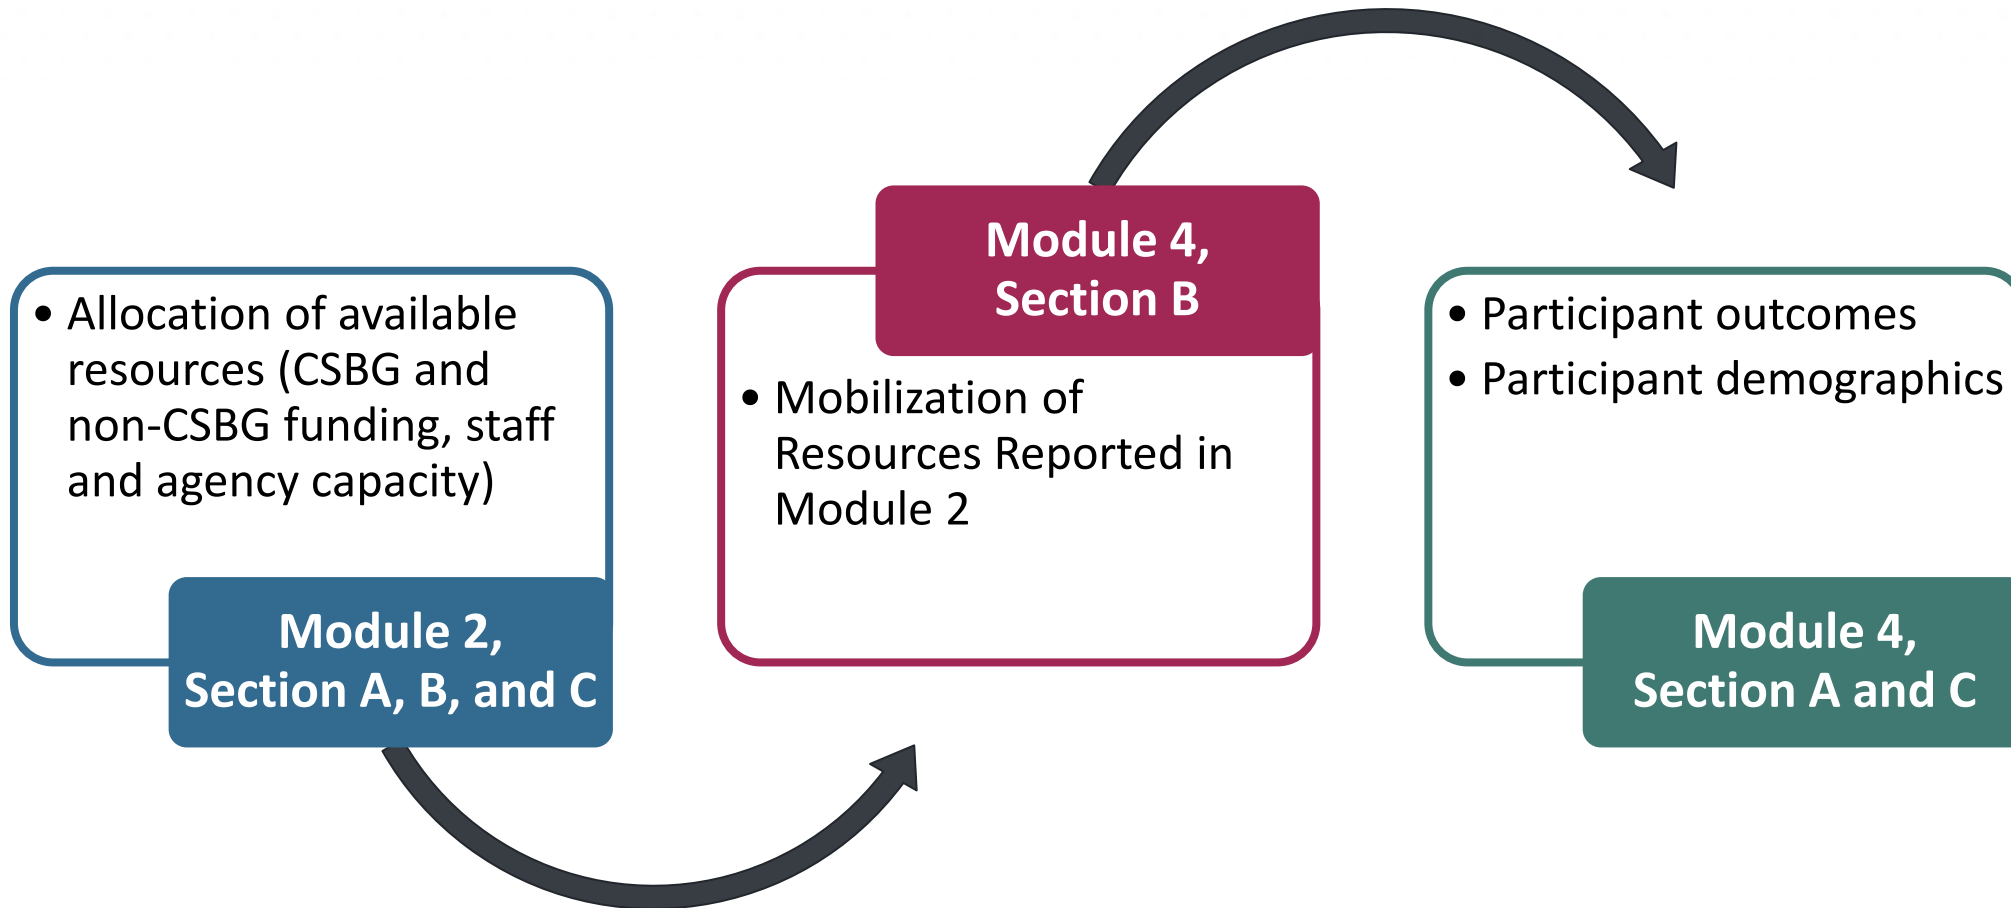 • Allocation of available
resources (CSBG and
non-CSBG funding, staff
and agency capacity)
Module 2,
Section A, B, and C
Module 4,
Section B
• Mobilization of
Resources Reported in
Module 2
• Participant outcomes
• Participant demographics
Module 4,
Section A and C